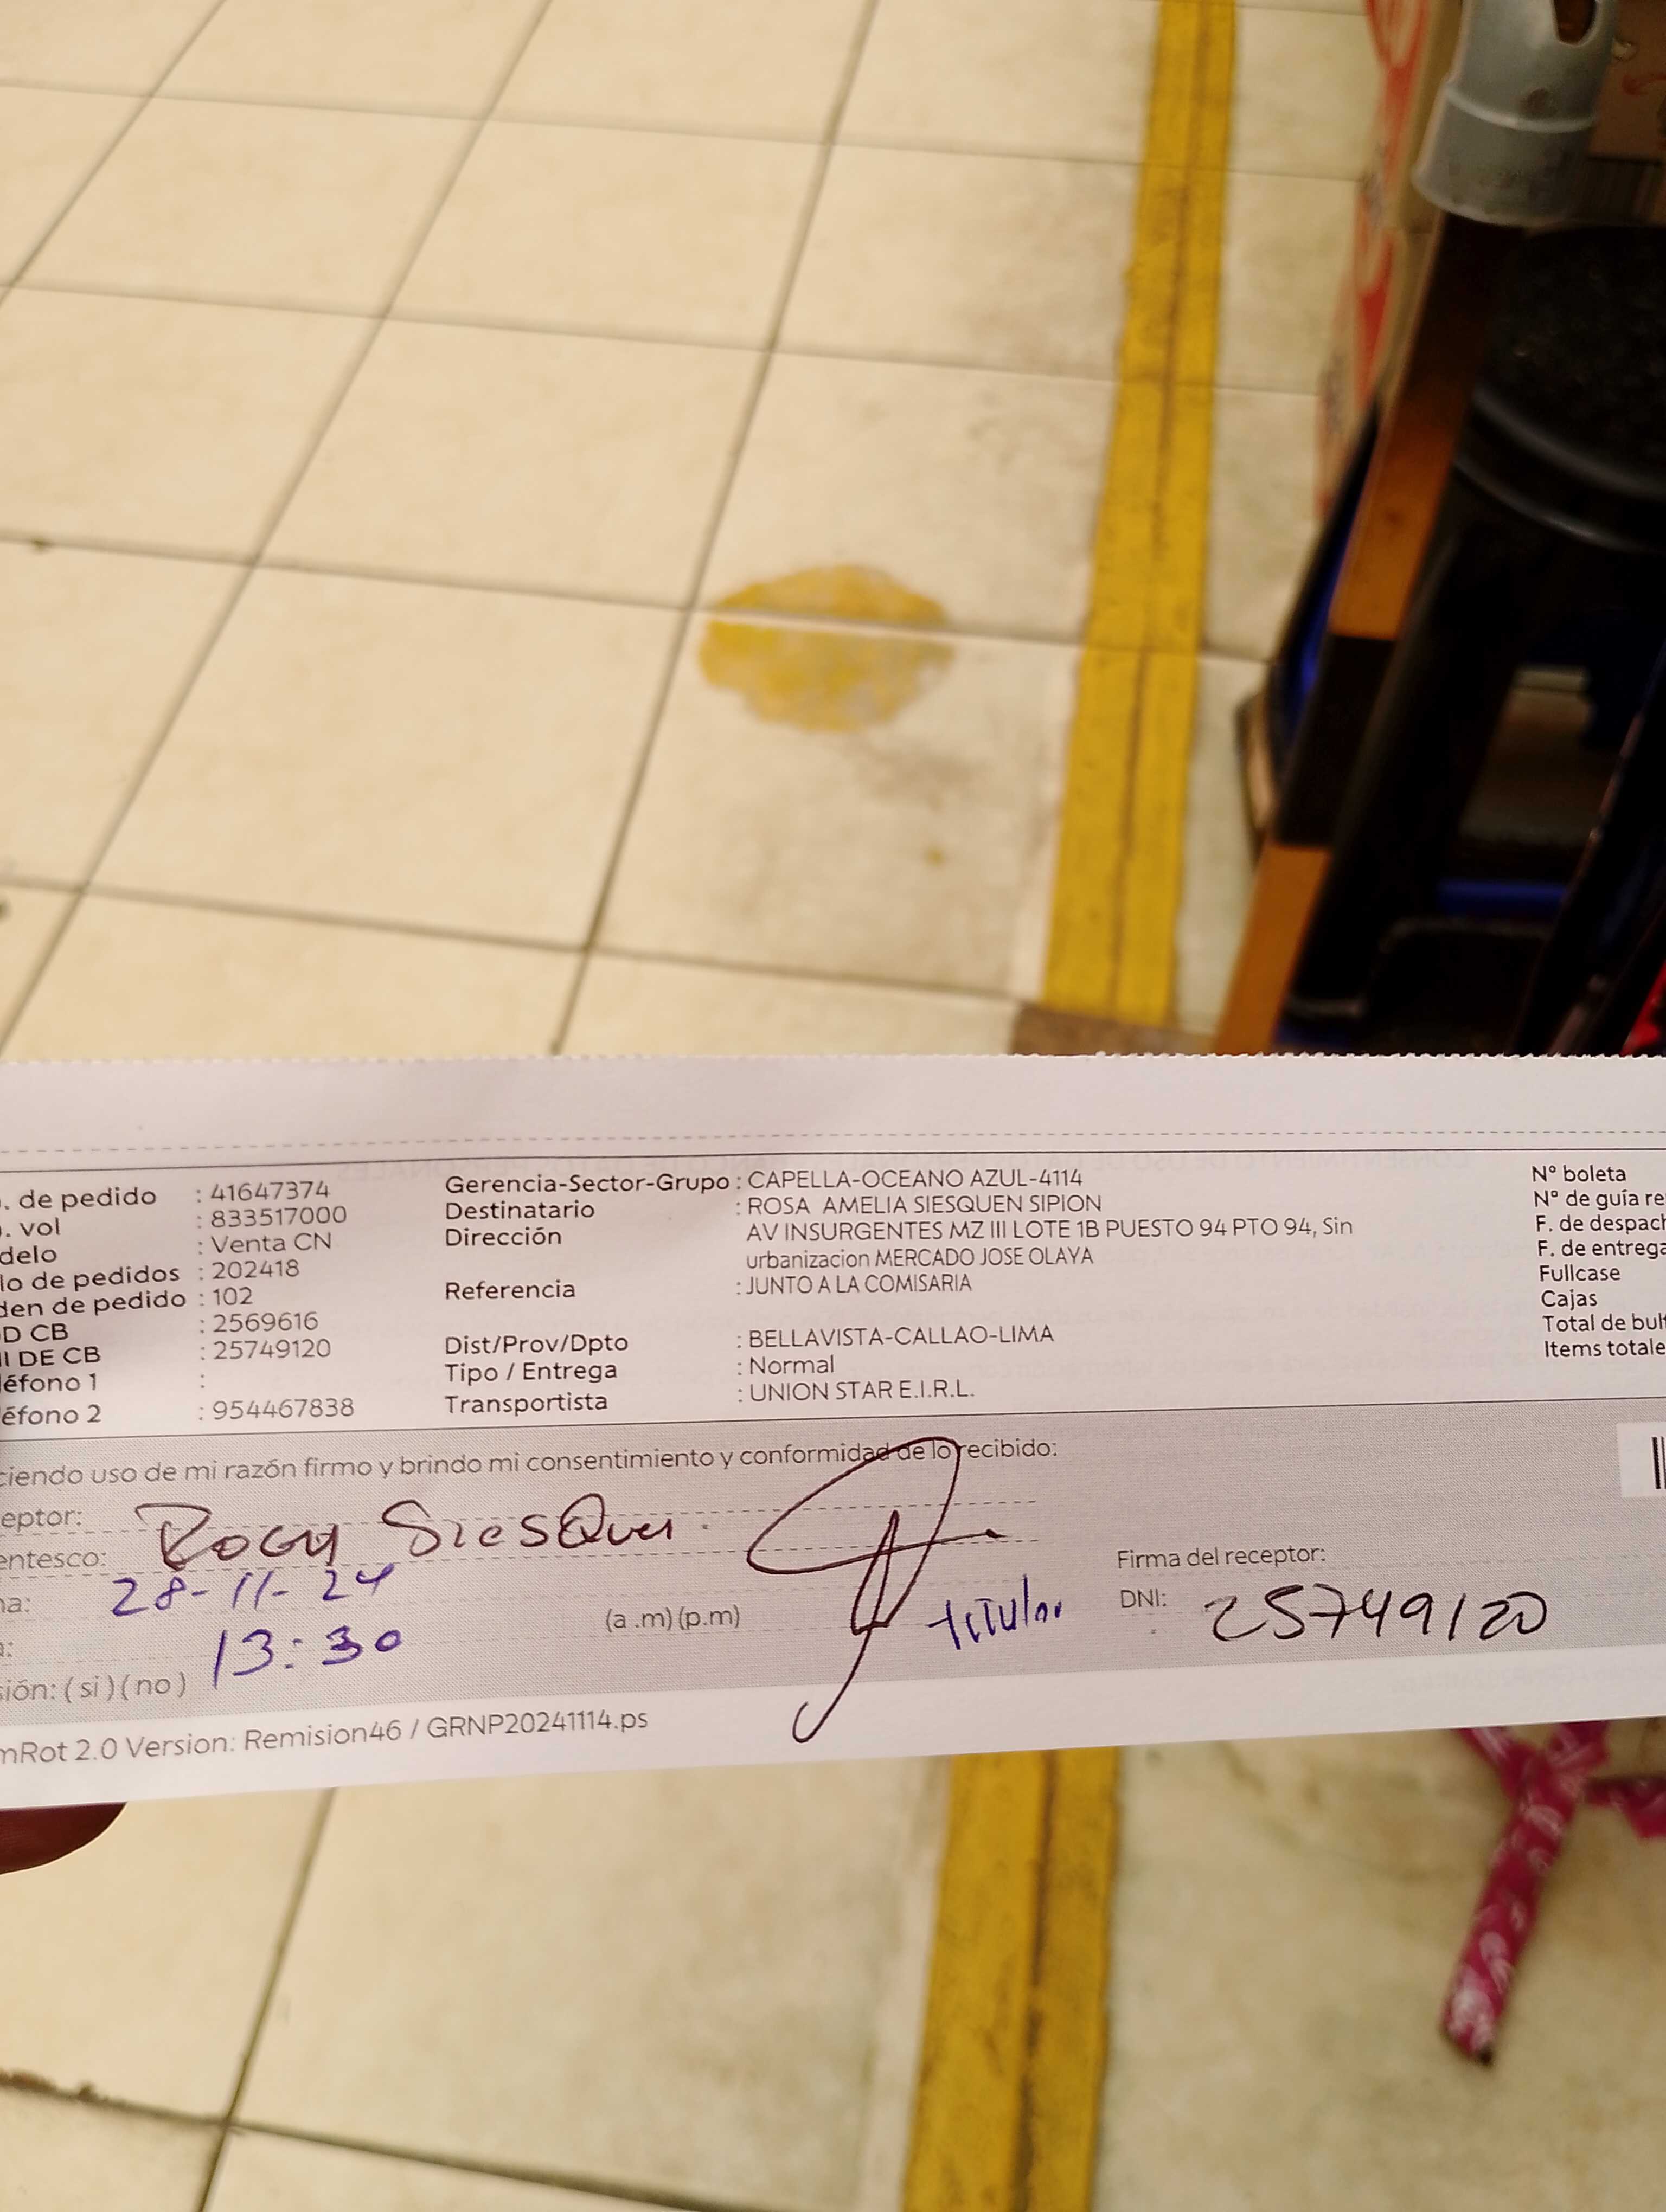 . de pedido : 41647374 Gerencia-Sector-Grupo : CAPELLA-OCEANO AZUL-4114 N° boleta
. vol : 833517000 Destinatario : ROSA AMELIA SIESQUEN SIPION N° de guía re
delo : Venta CN Dirección AV INSURGENTES MZ III LOTE 1B PUESTO 94 PTO 94, Sin F. de despach
lo de pedidos : 202418 urbanizacion MERCADO JOSE OLAYA F. de entrega
den de pedido : 102 Referencia : JUNTO A LA COMISARIA Fullcase
D CB : 2569616 Cajas
I DE CB : 25749120 Dist/Prov/Dpto : BELLAVISTA-CALLAO-LIMA Total de bult
éfono 1 : Tipo / Entrega : Normal Items totale
éfono 2 : 954467838 Transportista : UNION STAR E.I.R.L.
ciendo uso de mi razón firmo y brindo mi consentimiento y conformidad de lo recibido:
eptor: Siesquen
entesco: Firma del receptor:
na: 28-11-24 (a .m) (p.m) titular DNI: 25749120
a: 13:30
sión: ( si ) ( no )
mRot 2.0 Version: Remision46 / GRNP20241114.ps